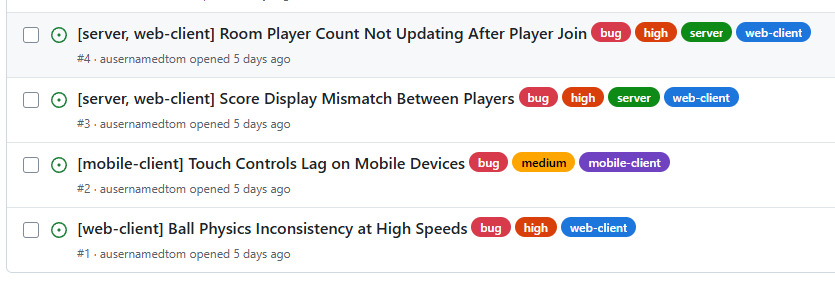 [server, web-client] Room Player Count Not Updating After Player Join bug high server web-client
#4 · ausernamedtom opened 5 days ago
[server, web-client] Score Display Mismatch Between Players bug high server web-client
#3 · ausernamedtom opened 5 days ago
[mobile-client] Touch Controls Lag on Mobile Devices bug medium mobile-client
#2 · ausernamedtom opened 5 days ago
[web-client] Ball Physics Inconsistency at High Speeds bug high web-client
#1 · ausernamedtom opened 5 days ago